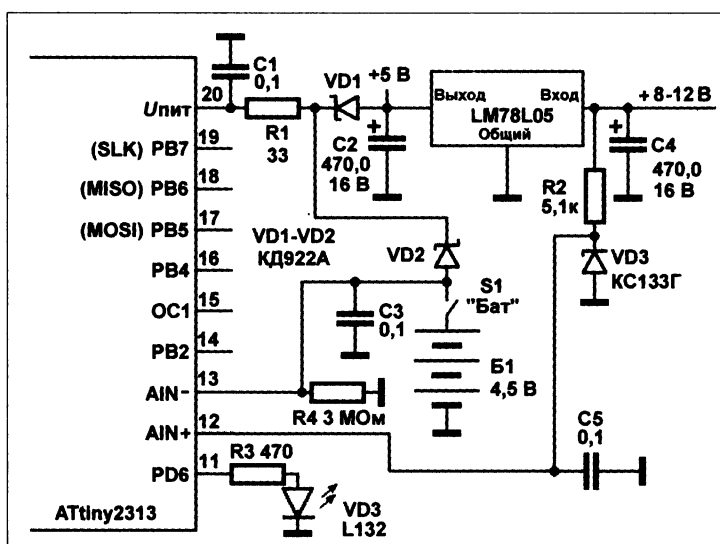 C1
0,1
20
Uпит
R1
33
VD1
+5 В
Выход
Вход
LM78L05
Общий
+ 8-12 В
C2
470,0
16 В
+
C4
470,0
16 В
+
R2
5,1к
19
(SLK) PB7
18
(MISO) PB6
17
(MOSI) PB5
16
PB4
15
OC1
14
PB2
13
AIN−
12
AIN+
11
PD6
VD1-VD2
КД922А
VD2
VD3
КС133Г
S1
"Бат"
C3
0,1
Б1
4,5 В
R4 3 МОм
C5
0,1
R3 470
VD3
L132
ATtiny2313